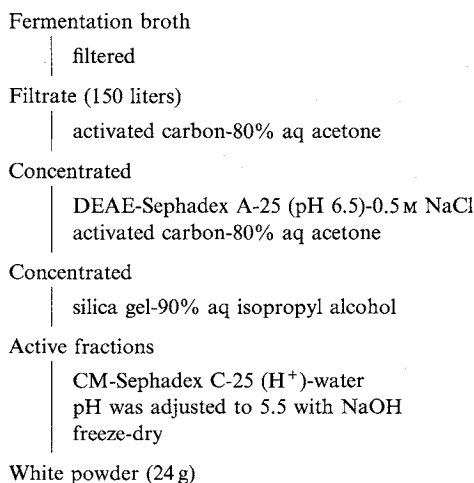 Fermentation broth
filtered
Filtrate (150 liters)
activated carbon-80% aq acetone
Concentrated
DEAE-Sephadex A-25 (pH 6.5)-0.5 M NaCl
activated carbon-80% aq acetone
Concentrated
silica gel-90% aq isopropyl alcohol
Active fractions
CM-Sephadex C-25 (H⁺)-water
pH was adjusted to 5.5 with NaOH
freeze-dry
White powder (24 g)